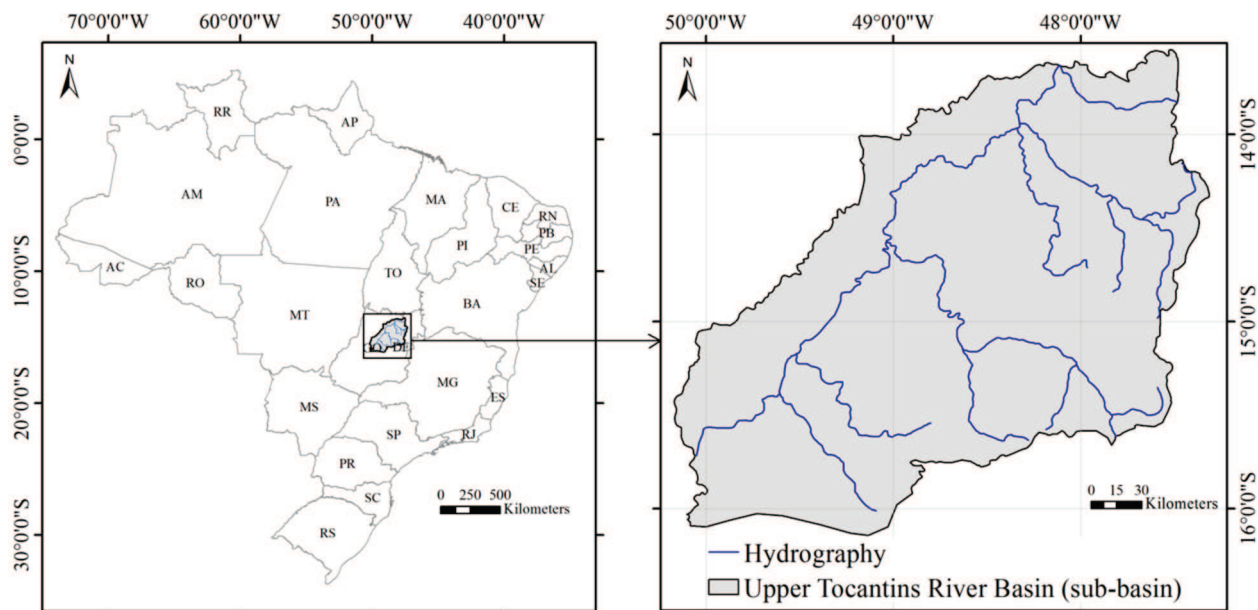 70°0'0"W 60°0'0"W 50°0'0"W 40°0'0"W
50°0'0"W 49°0'0"W 48°0'0"W
N
N
0°0'0"
10°0'0"S
20°0'0"S
30°0'0"S
RR
AP
AM
PA
MA
CE
RN
PB
PI
PE
AL
SE
AC
RO
TO
BA
MT
GO
DF
MG
ES
MS
SP
RJ
PR
SC
RS
0 250 500
Kilometers
14°0'0"S
15°0'0"S
16°0'0"S
0 15 30
Kilometers
Hydrography
Upper Tocantins River Basin (sub-basin)